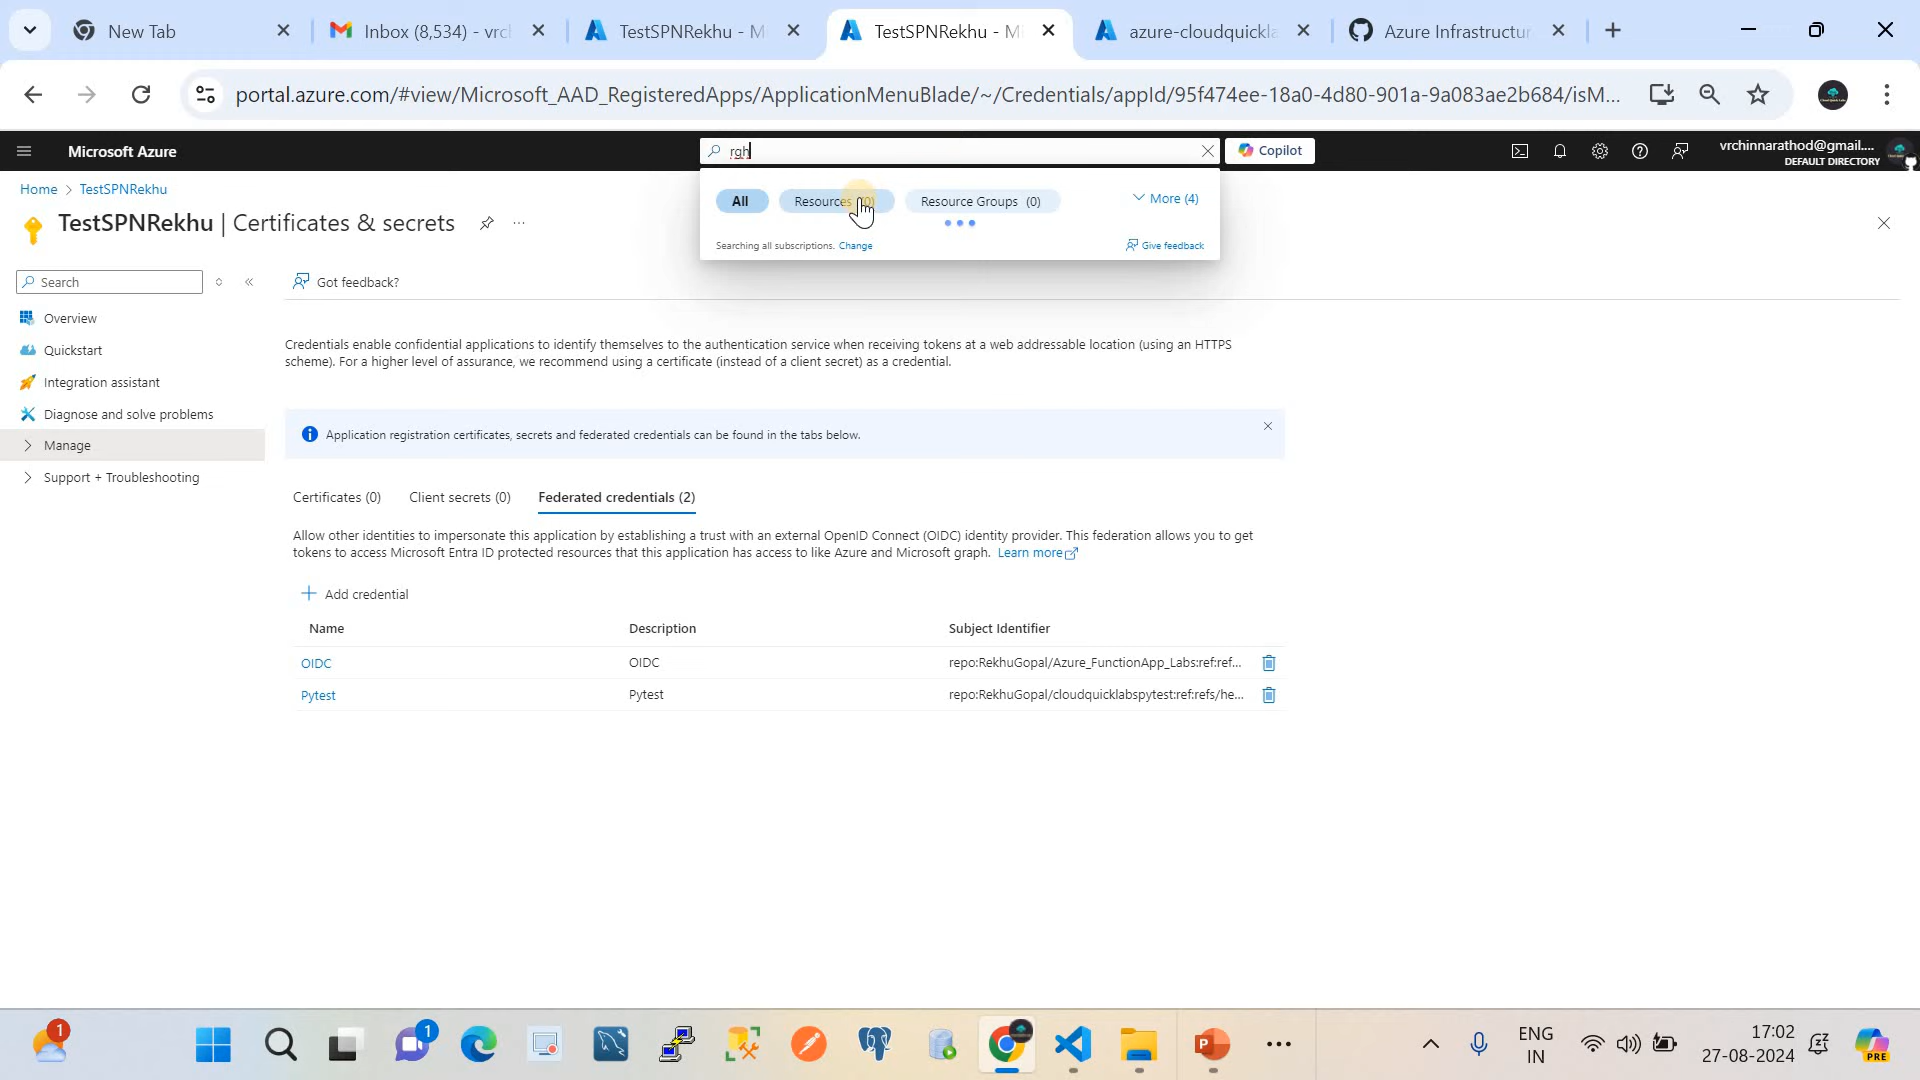 New Tab
Inbox (8,534) - vrc
TestSPNRekhu - M
TestSPNRekhu - Mi
azure-cloudquickla
Azure Infrastructur
portal.azure.com/#view/Microsoft_AAD_RegisteredApps/ApplicationMenuBlade/~/Credentials/appId/95f474ee-18a0-4d80-901a-9a083ae2b684/isM...
Microsoft Azure
rgh
Copilot
vrchinnarathod@gmail....
DEFAULT DIRECTORY
All
Resources (0)
Resource Groups (0)
More (4)
Searching all subscriptions. Change
Give feedback
Home > TestSPNRekhu
TestSPNRekhu | Certificates & secrets
Search
Got feedback?
Overview
Quickstart
Integration assistant
Diagnose and solve problems
Manage
Support + Troubleshooting
Credentials enable confidential applications to identify themselves to the authentication service when receiving tokens at a web addressable location (using an HTTPS
scheme). For a higher level of assurance, we recommend using a certificate (instead of a client secret) as a credential.
Application registration certificates, secrets and federated credentials can be found in the tabs below.
Certificates (0)
Client secrets (0)
Federated credentials (2)
Allow other identities to impersonate this application by establishing a trust with an external OpenID Connect (OIDC) identity provider. This federation allows you to get
tokens to access Microsoft Entra ID protected resources that this application has access to like Azure and Microsoft graph. Learn more
Add credential
Name
Description
Subject Identifier
OIDC
OIDC
repo:RekhuGopal/Azure_FunctionApp_Labs:ref:ref...
Pytest
Pytest
repo:RekhuGopal/cloudquicklabspytest:ref:refs/he...
1
1
ENG
IN
17:02
27-08-2024
PRE